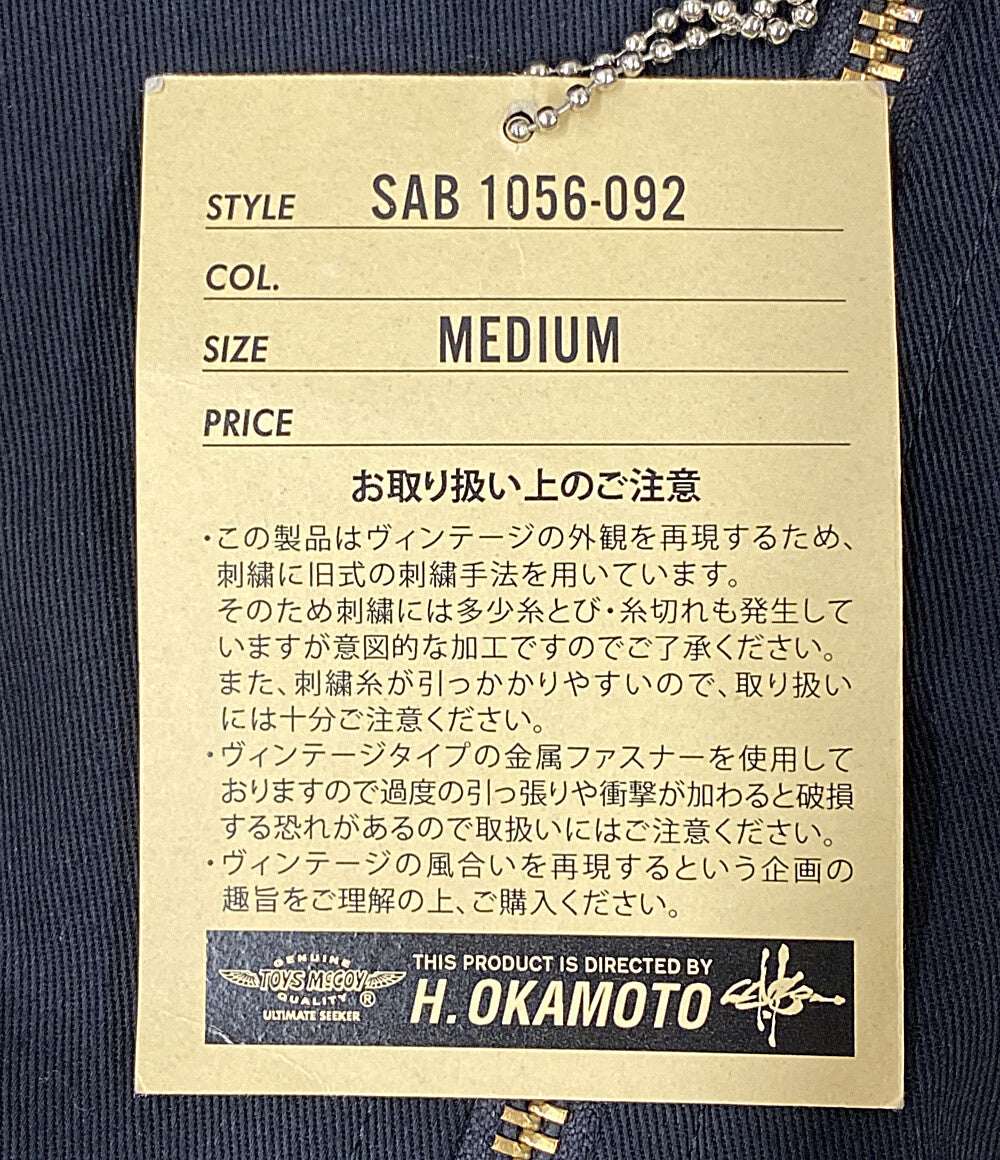 STYLE SAB 1056-092
COL.
SIZE MEDIUM
PRICE
お取り扱い上のご注意
・この製品はヴィンテージの外観を再現するため、
刺繍に旧式の刺繍手法を用いています。
そのため刺繍には多少糸とび・糸切れも発生して
いますが意図的な加工ですのでご了承ください。
また、刺繍糸が引っかかりやすいので、取り扱い
には十分ご注意ください。
・ヴィンテージタイプの金属ファスナーを使用して
おりますので過度の引っ張りや衝撃が加わると破損
する恐れがあるので取扱いにはご注意ください。
・ヴィンテージの風合いを再現するという企画の
趣旨をご理解の上、ご購入ください。
GENUINE
TOYS McCOY
QUALITY ®
ULTIMATE SEEKER
THIS PRODUCT IS DIRECTED BY
H. OKAMOTO